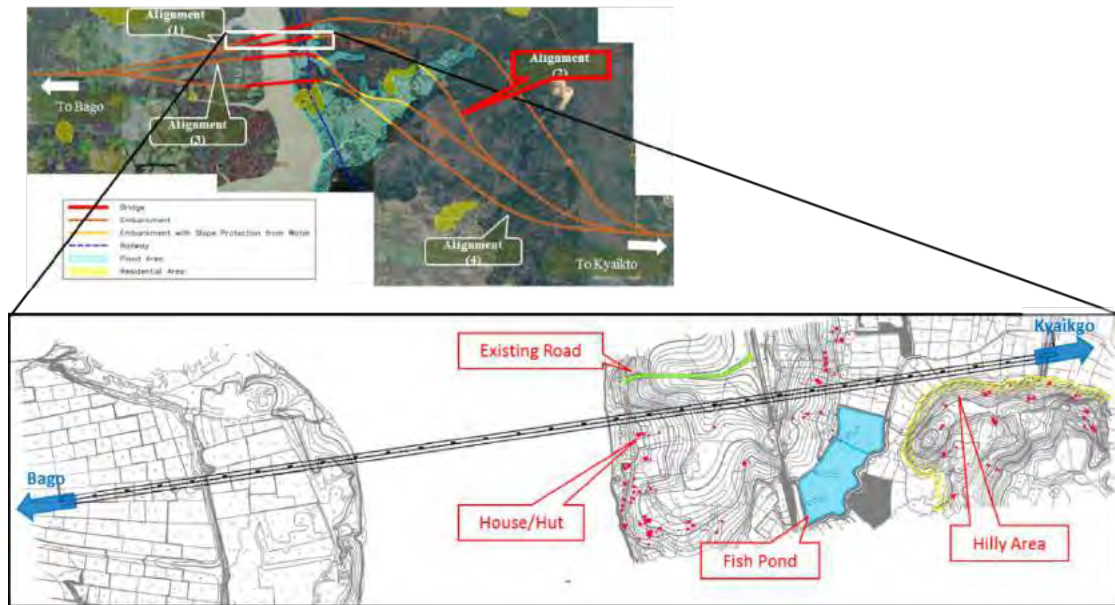 Alignment
(1)
Alignment
(2)
To Bago
Alignment
(3)
Bridge
Embankment
Embankment with Slope Protection from Water
Railway
Flood Area
Residential Area
Alignment
(4)
To Kyaikto
Kyaikgo
Existing Road
Bago
House/Hut
Fish Pond
Hilly Area